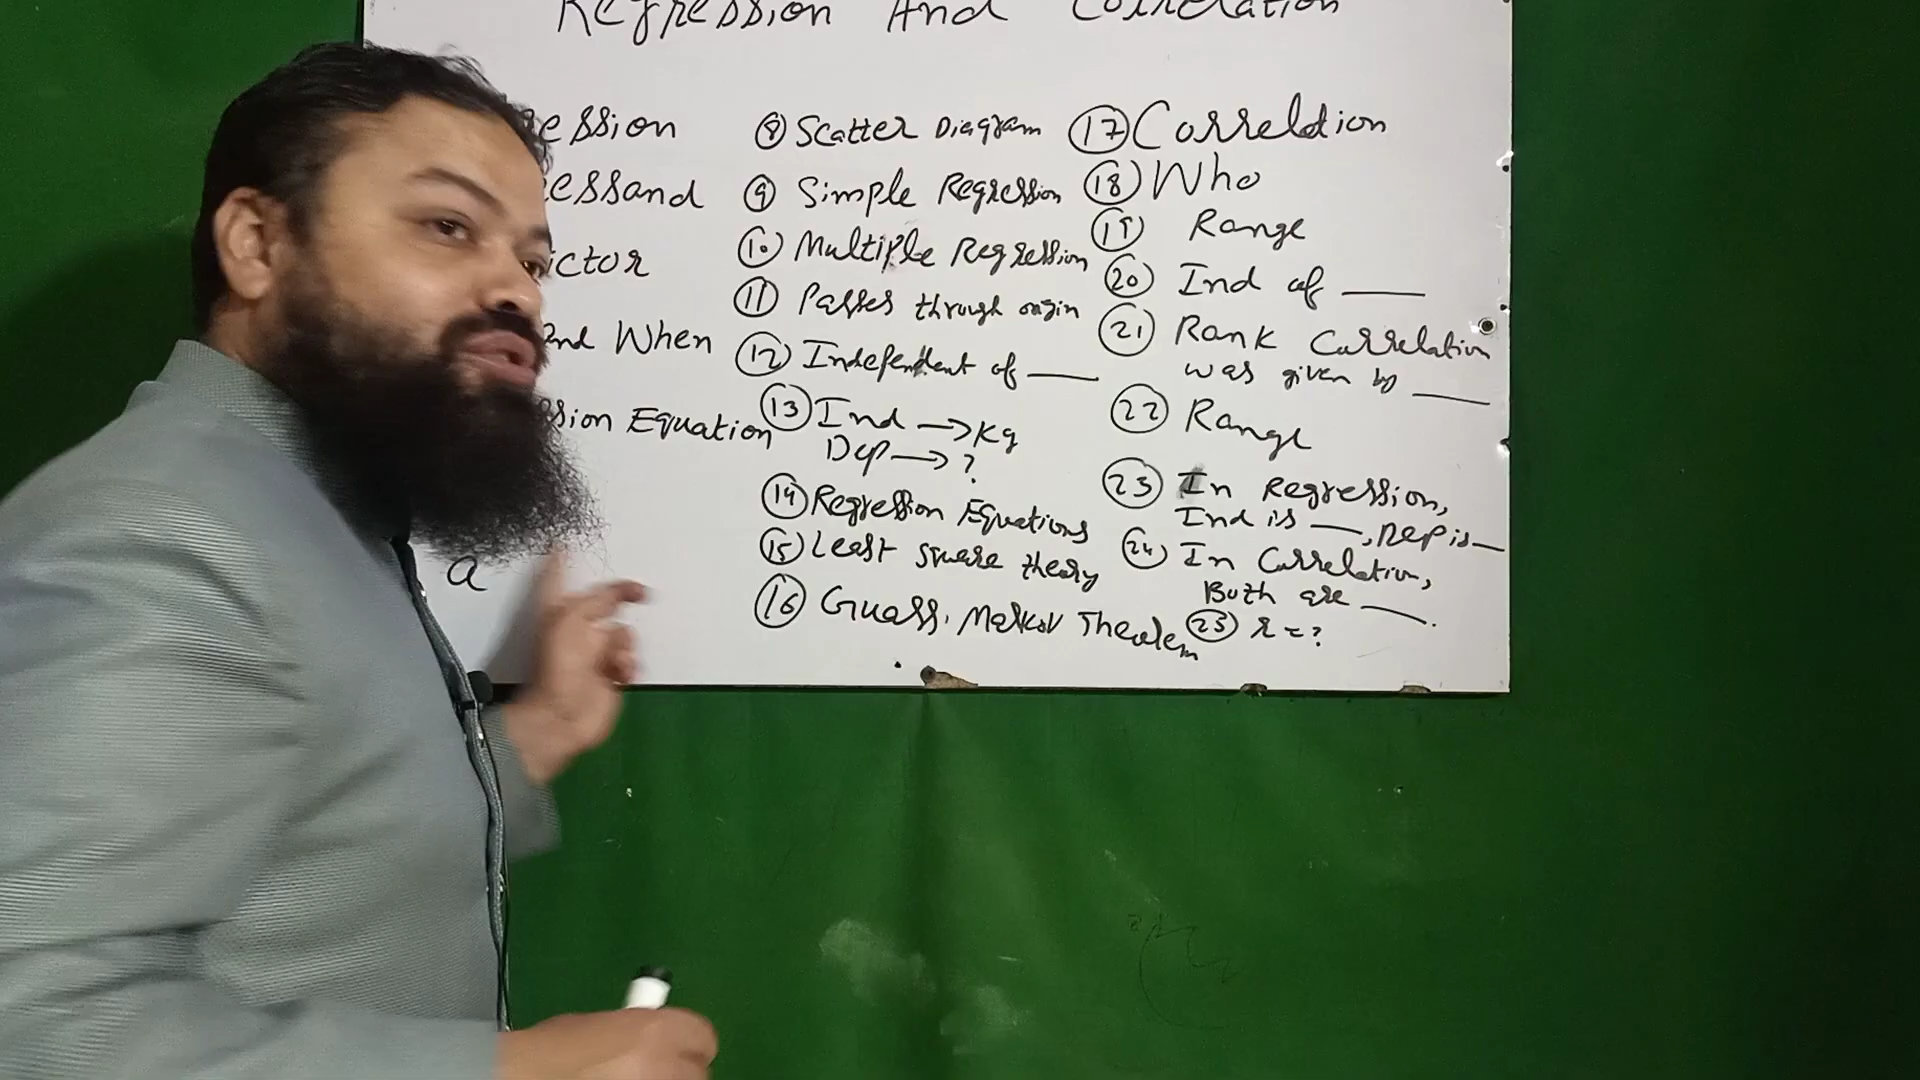 Regression And Correlation
ession
essand
ictor
and When
sion Equation
a
8 Scatter Diagram
9 Simple Regression
10 Multiple Regression
11 Passes through origin
12 Independent of ___
13 Ind → Kg
Dep → ?
14 Regression Equations
15 Least square theory
16 Guass. Markov Theorem
17 Correlation
18 Who
19 Range
20 Ind of ___
21 Rank Correlation
was given by ___
22 Range
23 In Regression,
Ind is ___, Dep is ___
24 In Correlation,
Both are ___.
25 r = ?